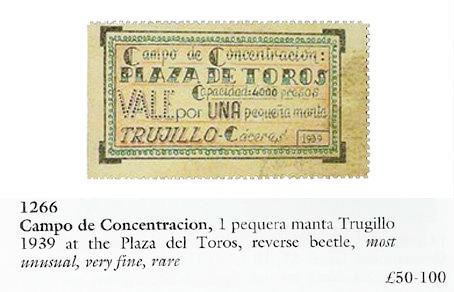 Campo de Concentración:
PLAZA DE TOROS
Capacidad: 4000 presos
VALE por UNA pequeña manta
TRUJILLO-Cáceres 1939
1266
Campo de Concentracion, 1 pequera manta Trugillo
1939 at the Plaza del Toros, reverse beetle, most
unusual, very fine, rare
£50-100